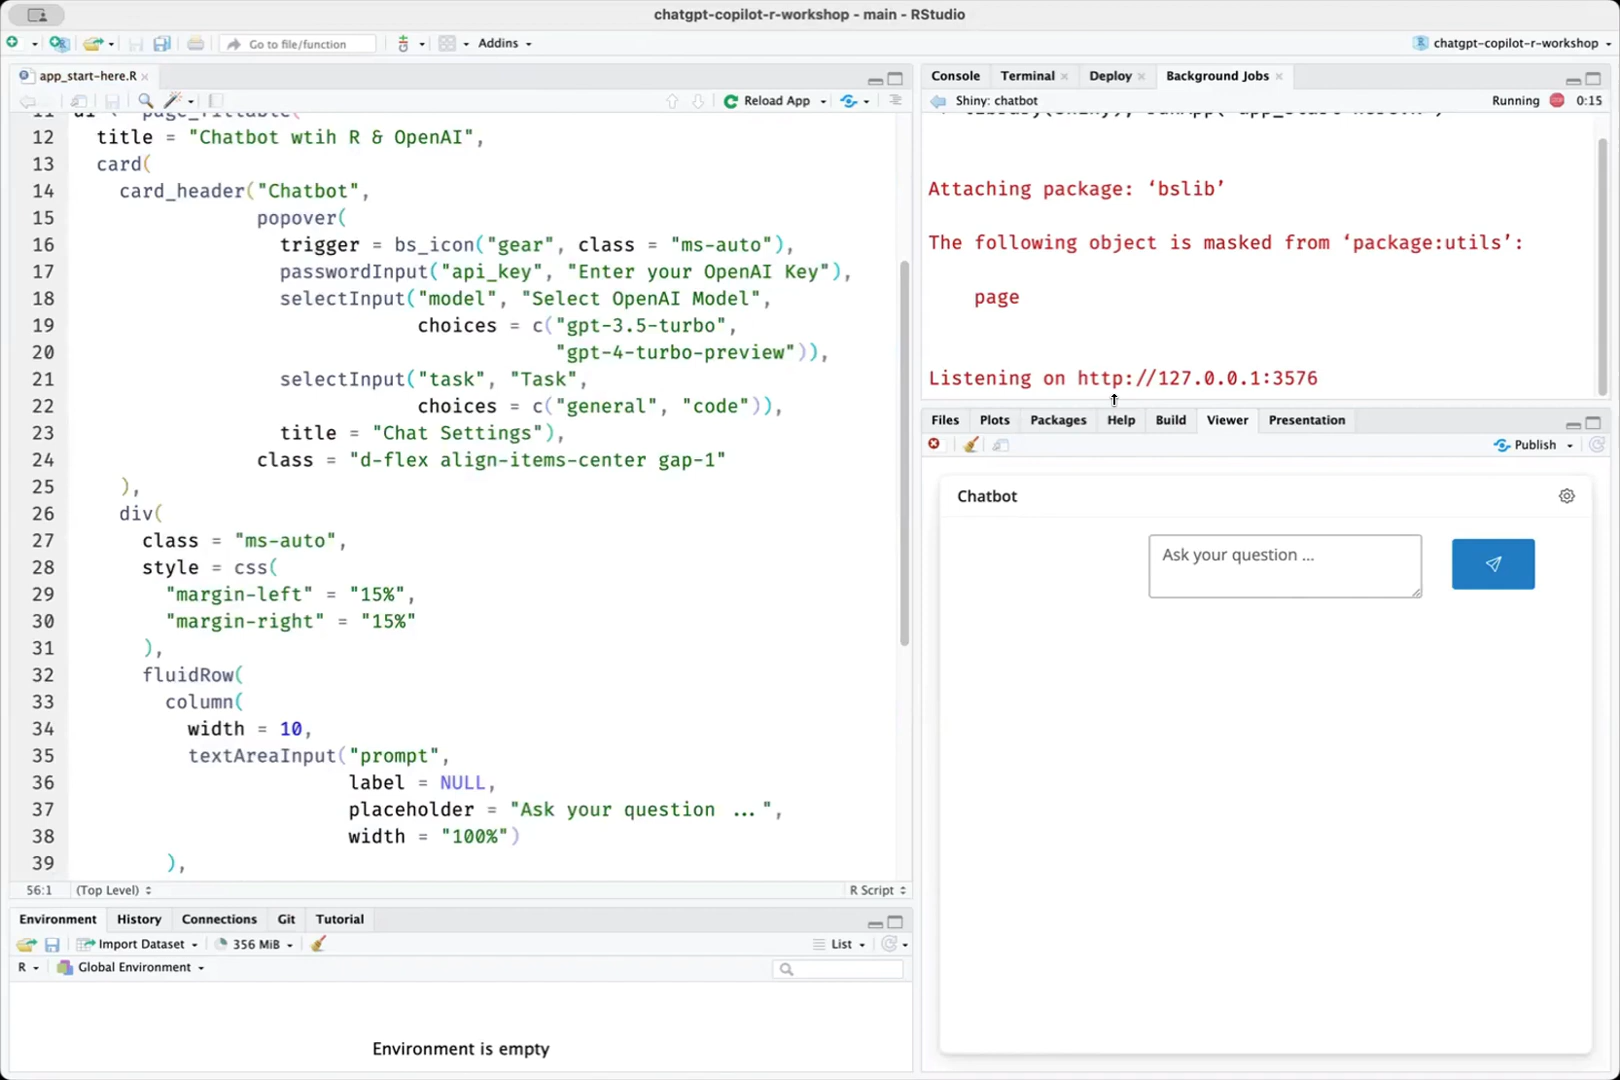 chatgpt-copilot-r-workshop - main - RStudio
Go to file/function
Addins
chatgpt-copilot-r-workshop
app_start-here.R
Reload App
12 title = "Chatbot wtih R & OpenAI",
13 card(
14 card_header("Chatbot",
15 popover(
16 trigger = bs_icon("gear", class = "ms-auto"),
17 passwordInput("api_key", "Enter your OpenAI Key"),
18 selectInput("model", "Select OpenAI Model",
19 choices = c("gpt-3.5-turbo",
20 "gpt-4-turbo-preview")),
21 selectInput("task", "Task",
22 choices = c("general", "code")),
23 title = "Chat Settings"),
24 class = "d-flex align-items-center gap-1"
25 ),
26 div(
27 class = "ms-auto",
28 style = css(
29 "margin-left" = "15%",
30 "margin-right" = "15%"
31 ),
32 fluidRow(
33 column(
34 width = 10,
35 textAreaInput("prompt",
36 label = NULL,
37 placeholder = "Ask your question ...",
38 width = "100%")
39 ),
56:1 (Top Level) R Script
Environment History Connections Git Tutorial
Import Dataset 356 MiB List
R Global Environment
Environment is empty
Console Terminal Deploy Background Jobs
Shiny: chatbot Running 0:15
Attaching package: ‘bslib’
The following object is masked from ‘package:utils’:
page
Listening on http://127.0.0.1:3576
Files Plots Packages Help Build Viewer Presentation
Publish
Chatbot
Ask your question ...